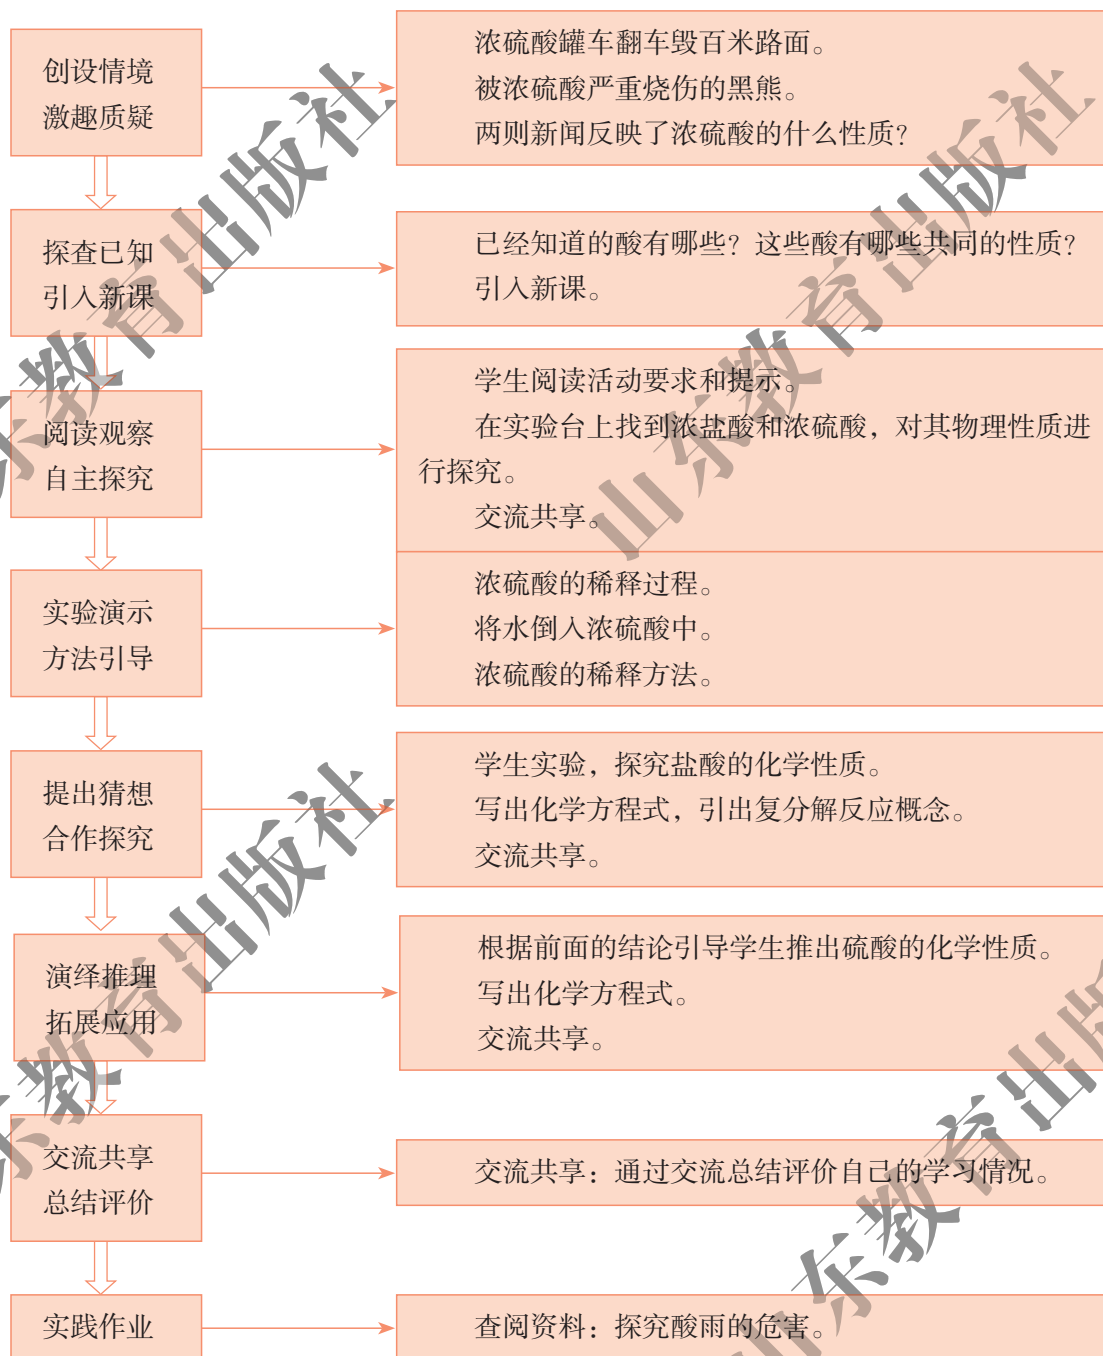 创设情境
激趣质疑
浓硫酸罐车翻车毁百米路面。
被浓硫酸严重烧伤的黑熊。
两则新闻反映了浓硫酸的什么性质？
探查已知
引入新课
已经知道的酸有哪些？这些酸有哪些共同的性质？
引入新课。
阅读观察
自主探究
学生阅读活动要求和提示。
在实验台上找到浓盐酸和浓硫酸，对其物理性质进
行探究。
交流共享。
实验演示
方法引导
浓硫酸的稀释过程。
将水倒入浓硫酸中。
浓硫酸的稀释方法。
提出猜想
合作探究
学生实验，探究盐酸的化学性质。
写出化学方程式，引出复分解反应概念。
交流共享。
演绎推理
拓展应用
根据前面的结论引导学生推出硫酸的化学性质。
写出化学方程式。
交流共享。
交流共享
总结评价
交流共享：通过交流总结评价自己的学习情况。
实践作业
查阅资料：探究酸雨的危害。
山东教育出版社
东教育出版社
东教育出版社
山东教育出版